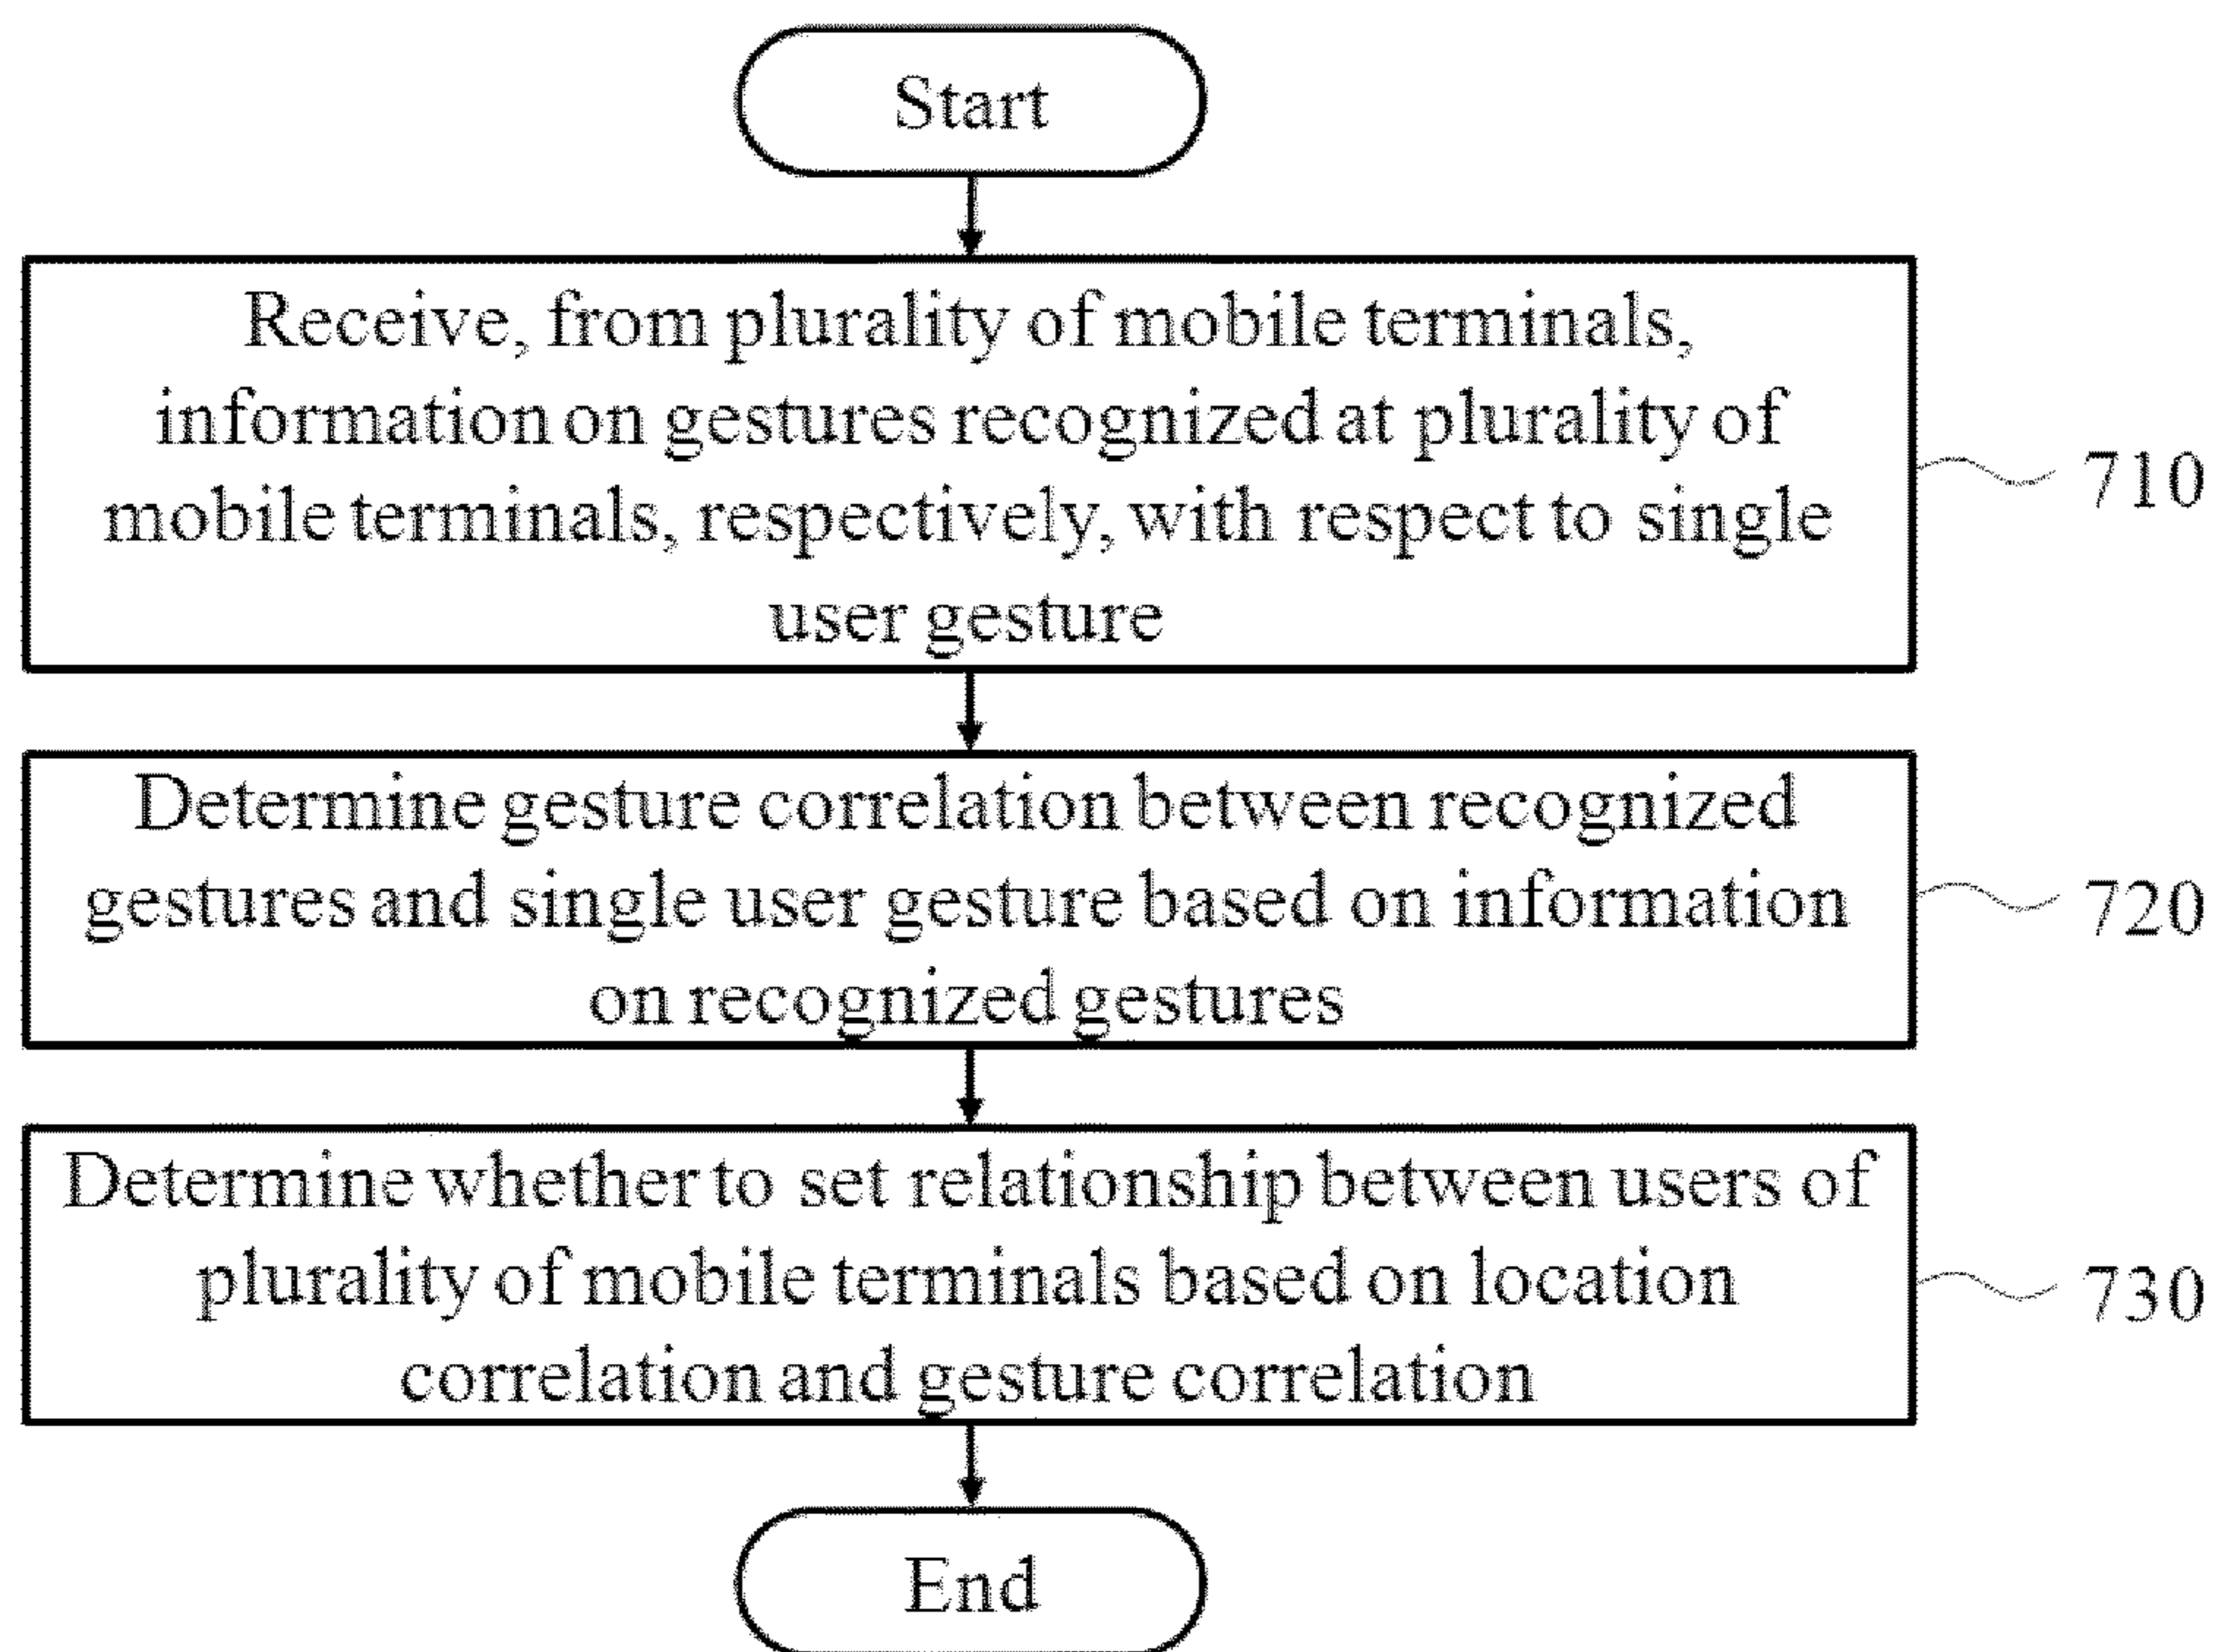 Start
Receive, from plurality of mobile terminals,
information on gestures recognized at plurality of
mobile terminals, respectively, with respect to single
user gesture
710
Determine gesture correlation between recognized
gestures and single user gesture based on information
on recognized gestures
720
Determine whether to set relationship between users of
plurality of mobile terminals based on location
correlation and gesture correlation
730
End